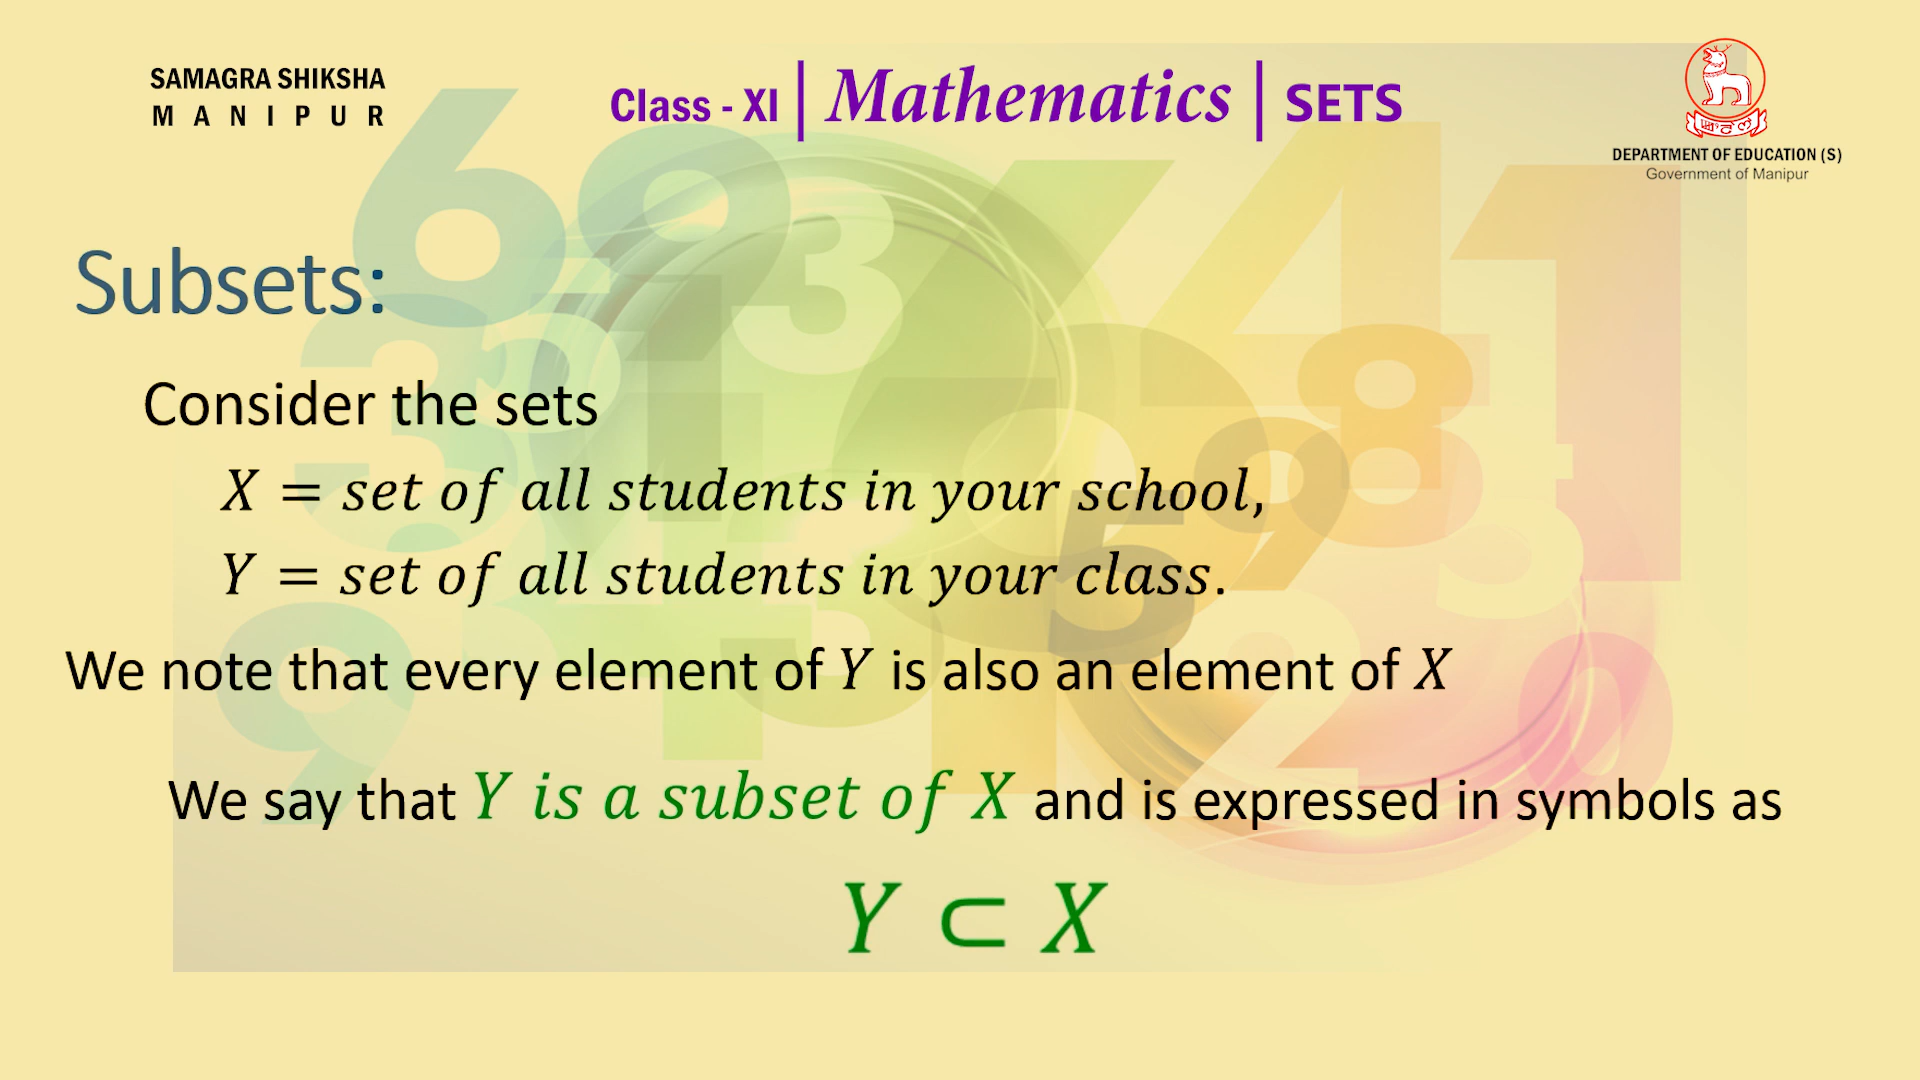 SAMAGRA SHIKSHA
MANIPUR
Class - XI | Mathematics | SETS
DEPARTMENT OF EDUCATION (S)
Government of Manipur
Subsets:
Consider the sets
X = set of all students in your school,
Y = set of all students in your class.
We note that every element of Y is also an element of X
We say that Y is a subset of X and is expressed in symbols as
Y ⊂ X